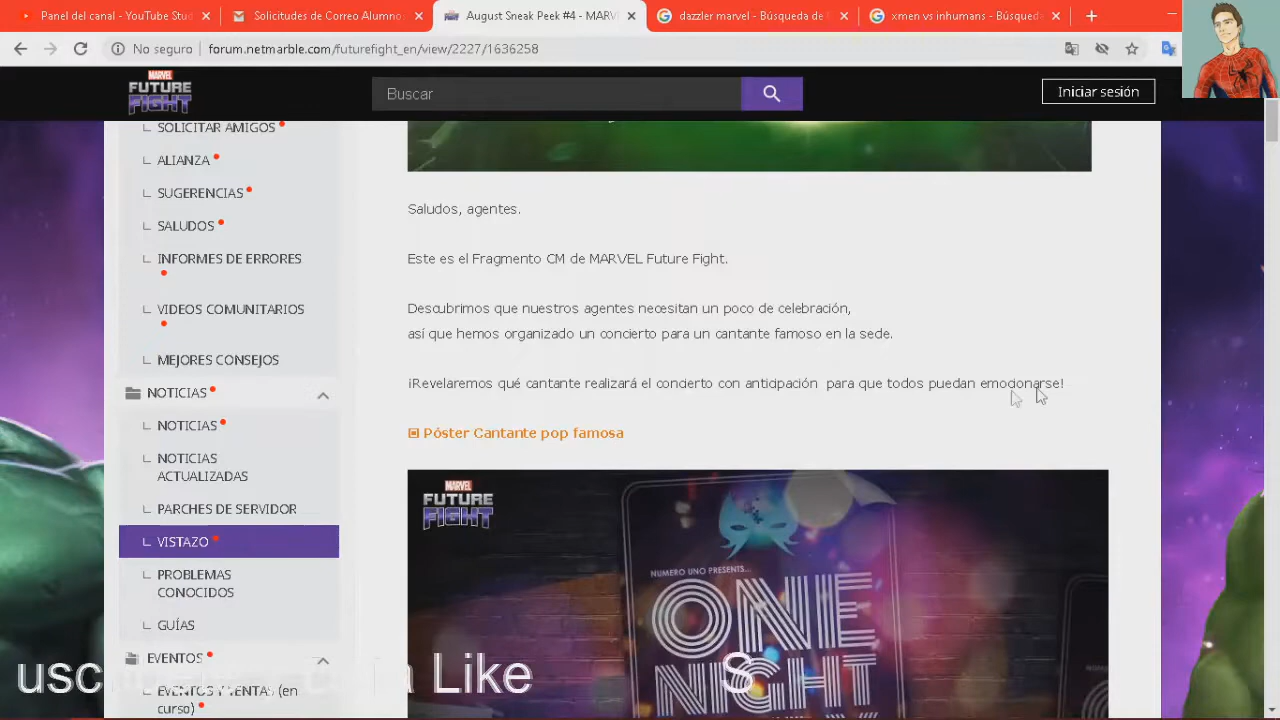 Panel del canal - YouTube Stud
Solicitudes de Correo Alumno
August Sneak Peek #4 - MARV
dazzler marvel - Búsqueda de
xmen vs inhumans - Búsqued
No seguro
forum.netmarble.com/futurefight_en/view/2227/1636258
MARVEL
FUTURE
FIGHT
Buscar
Iniciar sesión
SOLICITAR AMIGOS
ALIANZA
SUGERENCIAS
SALUDOS
INFORMES DE ERRORES
VIDEOS COMUNITARIOS
MEJORES CONSEJOS
NOTICIAS
NOTICIAS
NOTICIAS
ACTUALIZADAS
PARCHES DE SERVIDOR
VISTAZO
PROBLEMAS
CONOCIDOS
GUÍAS
EVENTOS
(en
curso)
Saludos, agentes.
Este es el Fragmento CM de MARVEL Future Fight.
Descubrimos que nuestros agentes necesitan un poco de celebración,
así que hemos organizado un concierto para un cantante famoso en la sede.
¡Revelaremos qué cantante realizará el concierto con anticipación para que todos puedan emocionarse!
Póster Cantante pop famosa
MARVEL
FUTURE
FIGHT
NUMERO UNO PRESENTS...
ONE
NIGHT
Like
S